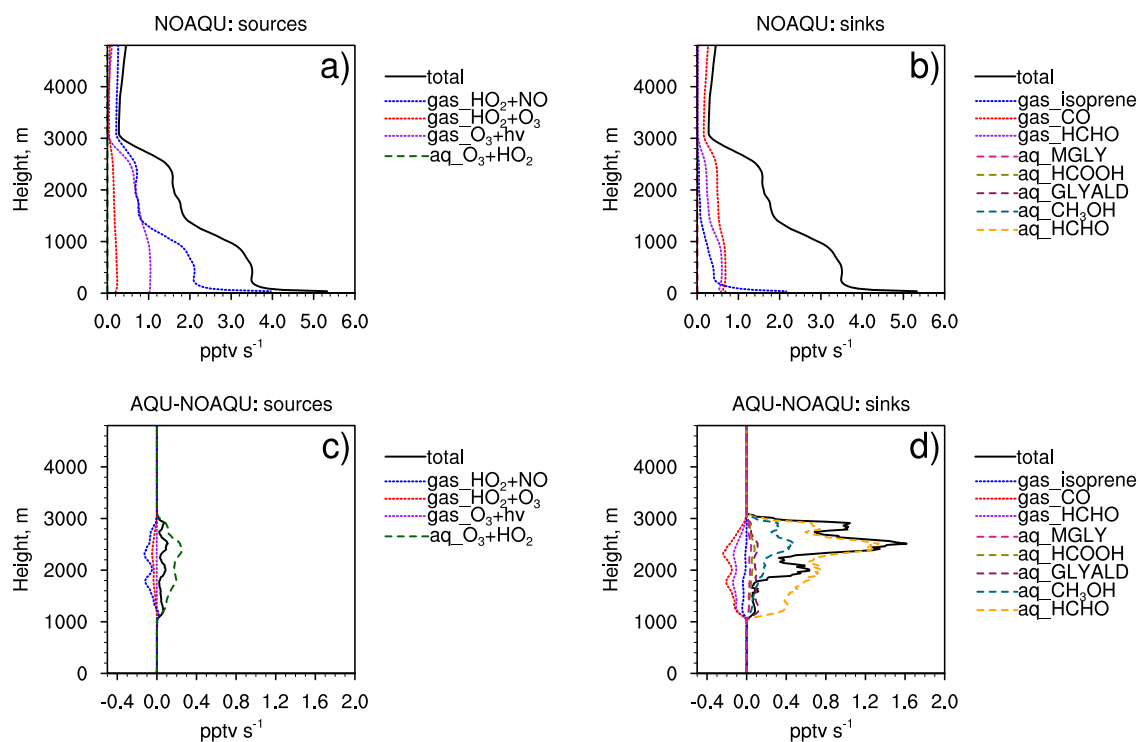 NOAQU: sources
a)
Height, m
4000
3000
2000
1000
0
0.0 1.0 2.0 3.0 4.0 5.0 6.0
pptv s⁻¹
total
gas_HO₂+NO
gas_HO₂+O₃
gas_O₃+hv
aq_O₃+HO₂
NOAQU: sinks
b)
Height, m
4000
3000
2000
1000
0
0.0 1.0 2.0 3.0 4.0 5.0 6.0
pptv s⁻¹
total
gas_isoprene
gas_CO
gas_HCHO
aq_MGLY
aq_HCOOH
aq_GLYALD
aq_CH₃OH
aq_HCHO
AQU-NOAQU: sources
c)
Height, m
4000
3000
2000
1000
0
-0.4 0.0 0.4 0.8 1.2 1.6 2.0
pptv s⁻¹
total
gas_HO₂+NO
gas_HO₂+O₃
gas_O₃+hv
aq_O₃+HO₂
AQU-NOAQU: sinks
d)
Height, m
4000
3000
2000
1000
0
-0.4 0.0 0.4 0.8 1.2 1.6 2.0
pptv s⁻¹
total
gas_isoprene
gas_CO
gas_HCHO
aq_MGLY
aq_HCOOH
aq_GLYALD
aq_CH₃OH
aq_HCHO